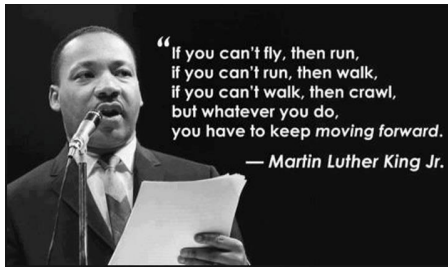 “If you can’t fly, then run,
if you can’t run, then walk,
if you can’t walk, then crawl,
but whatever you do,
you have to keep moving forward.
— Martin Luther King Jr.